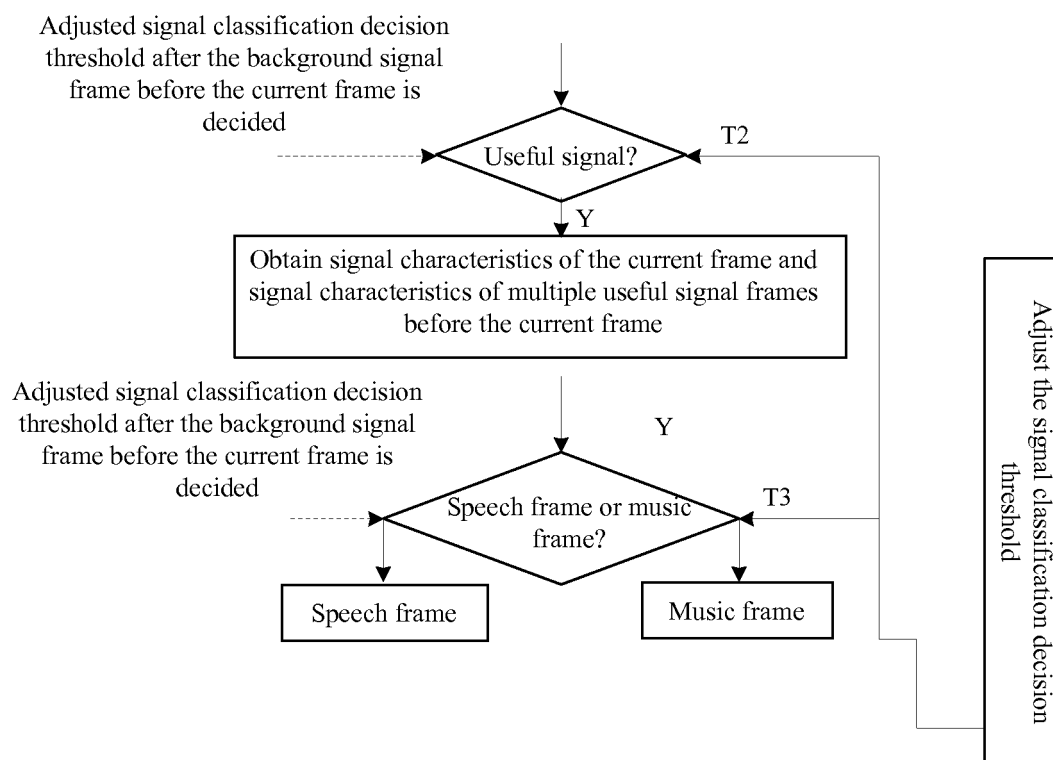 Adjusted signal classification decision
threshold after the background signal
frame before the current frame is
decided
T2
Useful signal?
Y
Obtain signal characteristics of the current frame and
signal characteristics of multiple useful signal frames
before the current frame
Adjusted signal classification decision
threshold after the background signal
frame before the current frame is
decided
Y
T3
Speech frame or music
frame?
Speech frame
Music frame
Adjust the signal classification decision
threshold